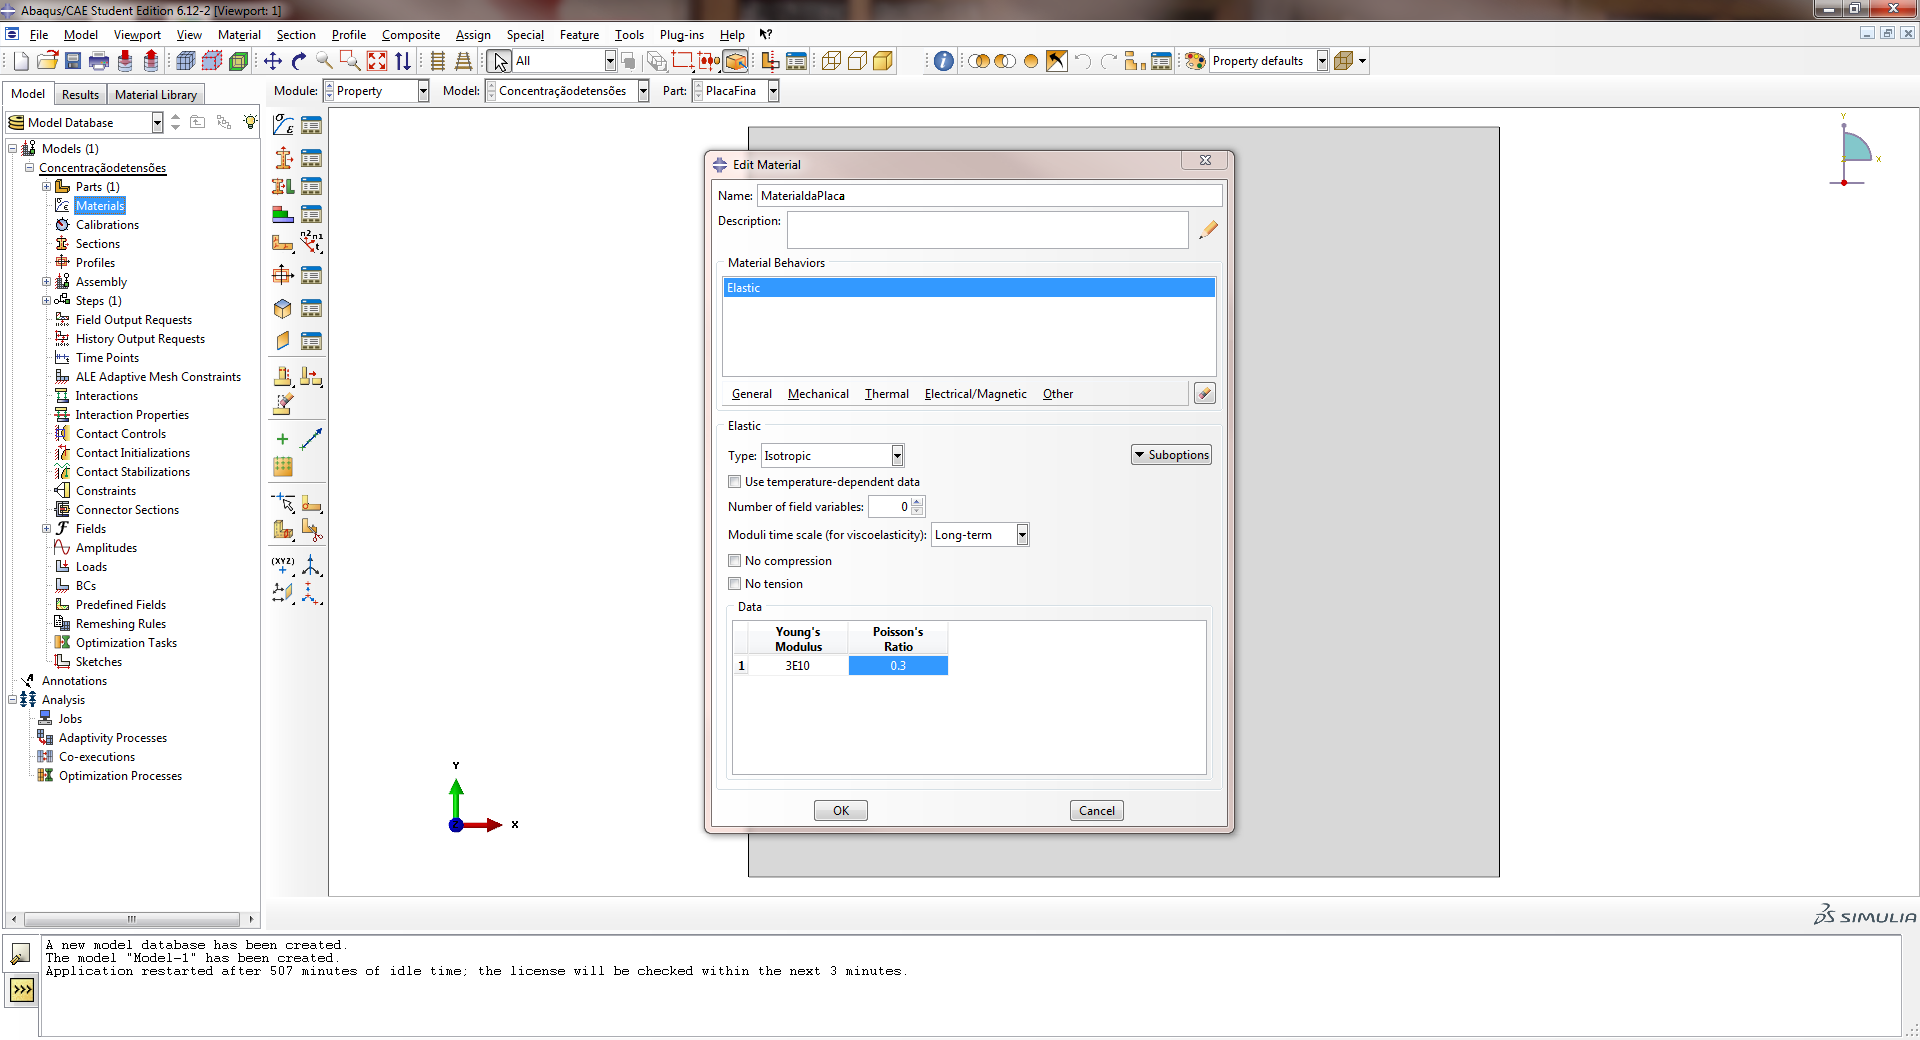 Abaqus/CAE Student Edition 6.12-2 [Viewport: 1]
File Model Viewport View Material Section Profile Composite Assign Special Feature Tools Plug-ins Help
All
Property defaults
Model Results Material Library
Module: Property Model: Concentraçãodetensões Part: PlacaFina
Model Database
Models (1)
Concentraçãodetensões
Parts (1)
Materials
Calibrations
Sections
Profiles
Assembly
Steps (1)
Field Output Requests
History Output Requests
Time Points
ALE Adaptive Mesh Constraints
Interactions
Interaction Properties
Contact Controls
Contact Initializations
Contact Stabilizations
Constraints
Connector Sections
Fields
Amplitudes
Loads
BCs
Predefined Fields
Remeshing Rules
Optimization Tasks
Sketches
Annotations
Analysis
Jobs
Adaptivity Processes
Co-executions
Optimization Processes
n2 n1
t
(XYZ)
Edit Material
Name: MaterialdaPlaca
Description:
Material Behaviors
Elastic
General Mechanical Thermal Electrical/Magnetic Other
Elastic
Type: Isotropic
Suboptions
Use temperature-dependent data
Number of field variables: 0
Moduli time scale (for viscoelasticity): Long-term
No compression
No tension
Data
Young's Modulus
Poisson's Ratio
1 3E10 0.3
OK Cancel
Y
X
Y
X
SIMULIA
A new model database has been created.
The model "Model-1" has been created.
Application restarted after 507 minutes of idle time; the license will be checked within the next 3 minutes.
>>>